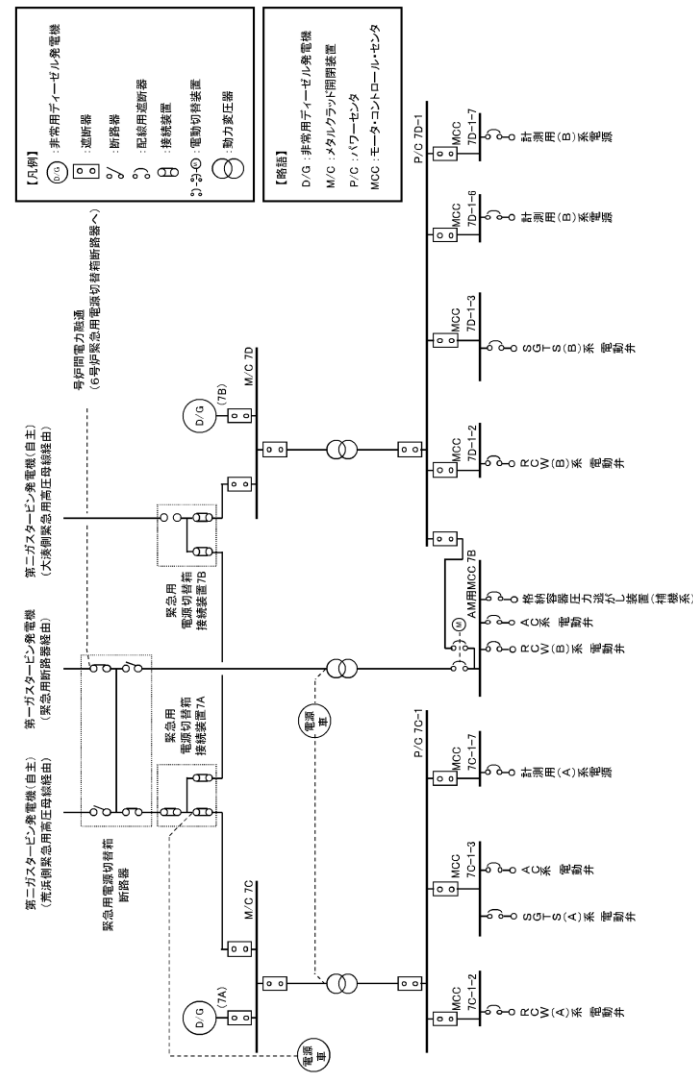 第二ガスタービン発電機(自主)
(荒浜側緊急用高圧母線経由)
第一ガスタービン発電機
(緊急用断路器経由)
第二ガスタービン発電機(自主)
(大湊側緊急用高圧母線経由)
号炉間電力融通
(6号炉緊急用電源切替箱断路器へ)
緊急用電源切替箱
断路器
緊急用
電源切替箱
接続装置7A
緊急用
電源切替箱
接続装置7B
電源
車
D/G
(7A)
M/C 7C
電源
車
D/G
(7B)
M/C 7D
P/C 7C-1
MCC
7C-1-2
RCW(A)系 電動弁
MCC
7C-1-3
SGTS(A)系 電動弁
AC系 電動弁
MCC
7C-1-7
計測用(A)系電源
M
AM用MCC 7B
RCW(B)系 電動弁
AC系 電動弁
P/C 7D-1
MCC
7D-1-2
RCW(B)系 電動弁
MCC
7D-1-3
SGTS(B)系 電動弁
MCC
7D-1-6
計測用(B)系電源
MCC
7D-1-7
計測用(B)系電源
【凡例】
D/G :非常用ディーゼル発電機
:遮断器
:断路器
:配線用遮断器
:接続装置
M :電動切替装置
:動力変圧器
【略語】
D/G :非常用ディーゼル発電機
M/C :メタルクラッド開閉装置
P/C :パワーセンタ
MCC :モータ・コントロール・センタ